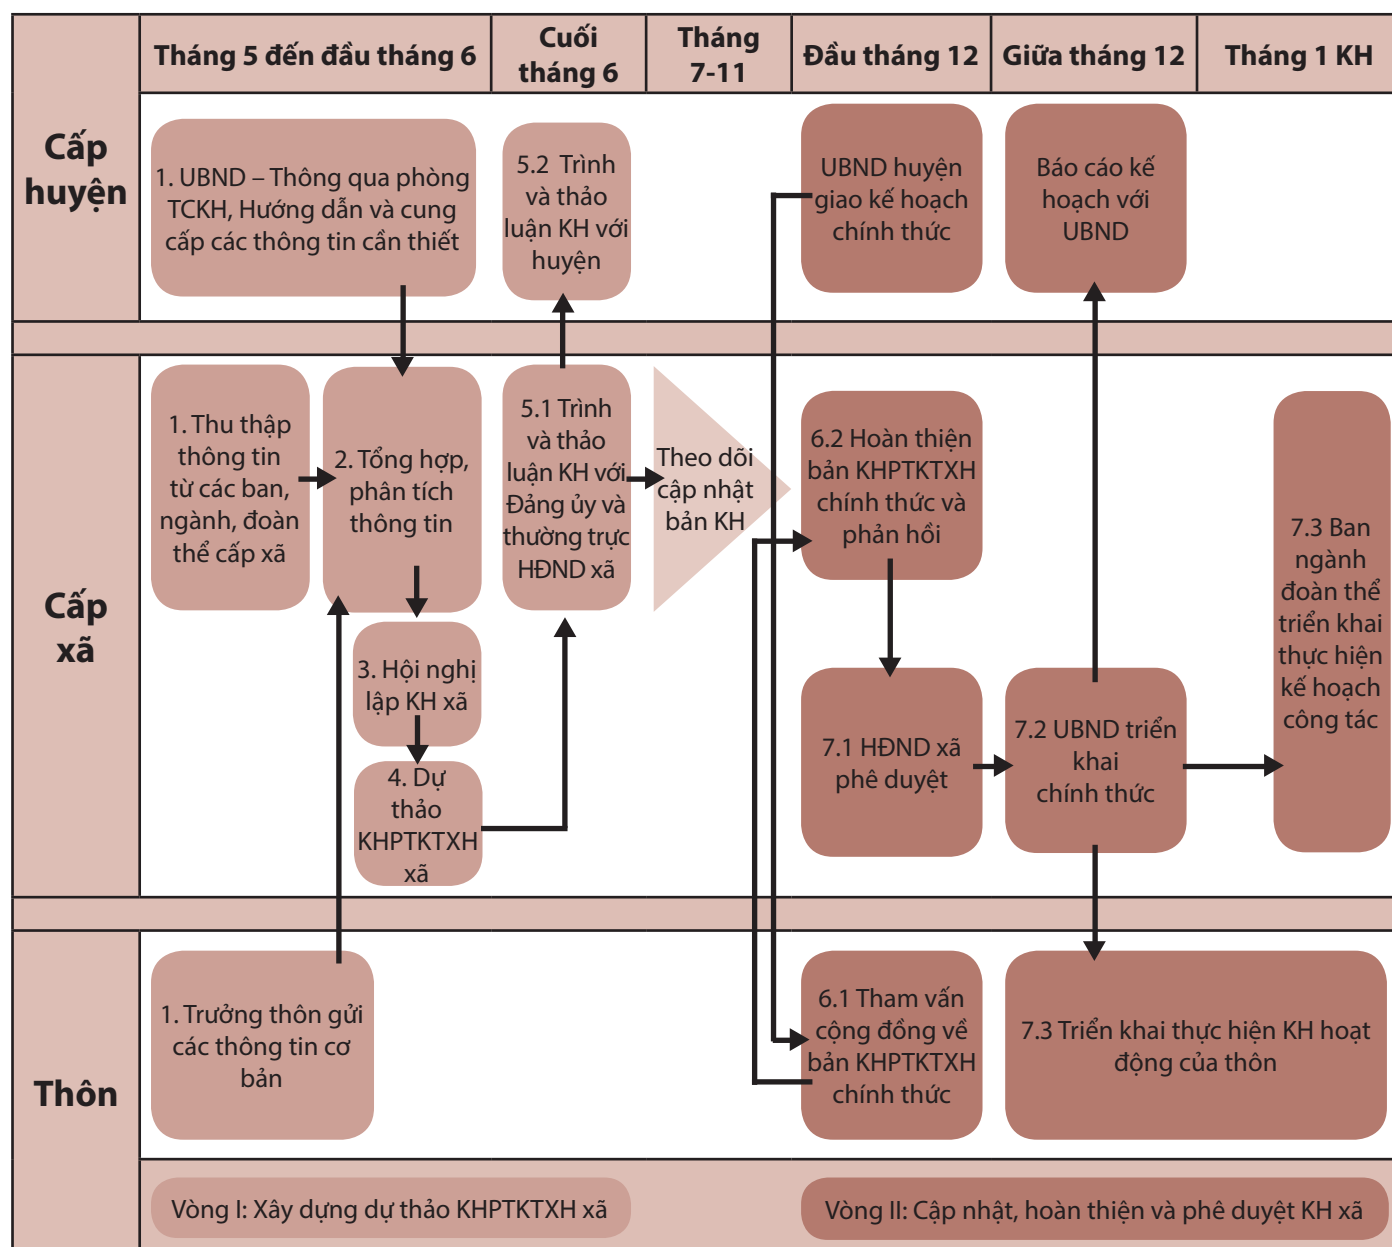 Tháng 5 đến đầu tháng 6
Cuối
tháng 6
Tháng
7-11
Đầu tháng 12
Giữa tháng 12
Tháng 1 KH
Cấp
huyện
1. UBND – Thông qua phòng
TCKH, Hướng dẫn và cung
cấp các thông tin cần thiết
5.2 Trình
và thảo
luận KH với
huyện
UBND huyện
giao kế hoạch
chính thức
Báo cáo kế
hoạch với
UBND
Cấp
xã
1. Thu thập
thông tin
từ các ban,
ngành, đoàn
thể cấp xã
2. Tổng hợp,
phân tích
thông tin
3. Hội nghị
lập KH xã
4. Dự
thảo
KHPTKTXH
xã
5.1 Trình
và thảo
luận KH với
Đảng ủy và
thường trực
HĐND xã
Theo dõi
cập nhật
bản KH
6.2 Hoàn thiện
bản KHPTKTXH
chính thức và
phản hồi
7.1 HĐND xã
phê duyệt
7.2 UBND triển
khai
chính thức
7.3 Ban
ngành
đoàn thể
triển khai
thực hiện
kế hoạch
công tác
Thôn
1. Trưởng thôn gửi
các thông tin cơ
bản
6.1 Tham vấn
cộng đồng về
bản KHPTKTXH
chính thức
7.3 Triển khai thực hiện KH hoạt
động của thôn
Vòng I: Xây dựng dự thảo KHPTKTXH xã
Vòng II: Cập nhật, hoàn thiện và phê duyệt KH xã